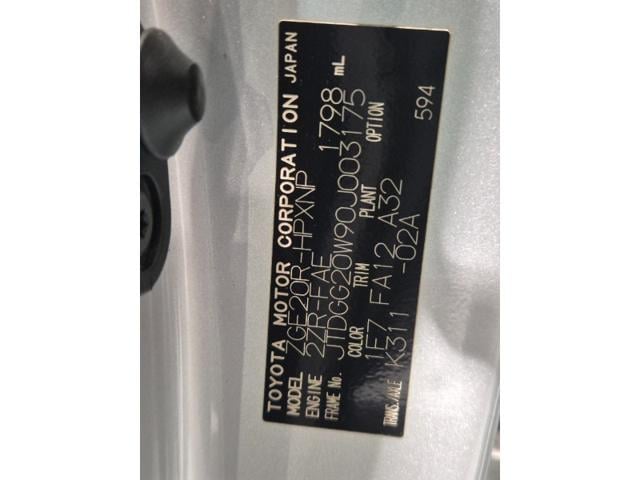 TOYOTA MOTOR CORPORATION JAPAN
MODEL ZGE20R-HPXNP
ENGINE 2ZR-FAE 1798 mL
FRAME No. JTDGG20W90J003175
COLOR TRIM PLANT OPTION
1E7 FA12 A32
TRANS./AXLE K311 -02A
594